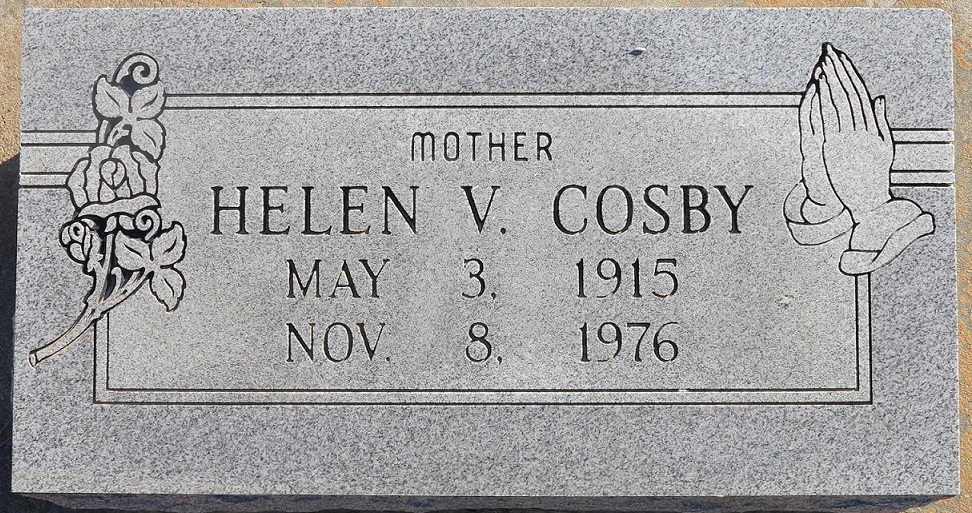 MOTHER
HELEN V. COSBY
MAY 3, 1915
NOV. 8, 1976